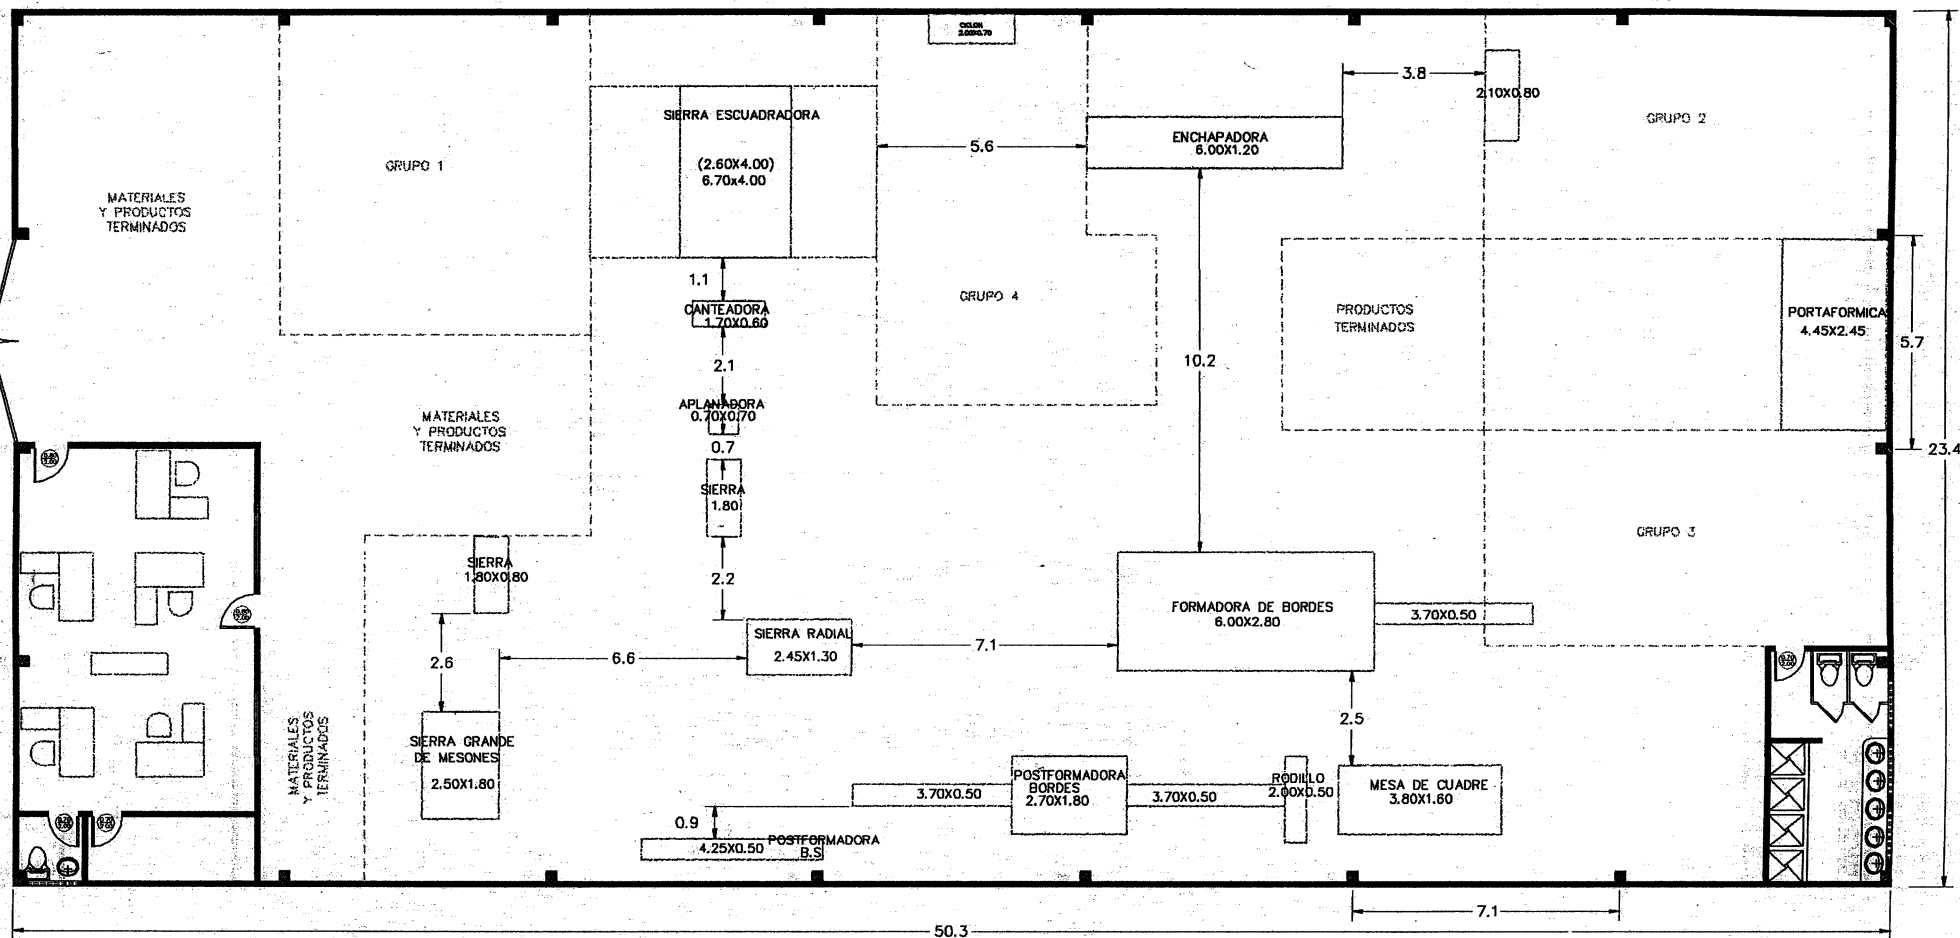 CICLON
2.00X0.70
3.8
2.10X0.80
SIERRA ESCUADRADORA
(2.60X4.00)
6.70x4.00
5.6
ENCHAPADORA
6.00X1.20
GRUPO 2
GRUPO 1
MATERIALES
Y PRODUCTOS
TERMINADOS
1.1
CANTEADORA
1.70X0.60
GRUPO 4
PRODUCTOS
TERMINADOS
PORTAFORMICA
4.45X2.45
5.7
2.1
10.2
APLANADORA
0.70X0.70
MATERIALES
Y PRODUCTOS
TERMINADOS
0.7
23.4
SIERRA
1.80
GRUPO 3
SIERRA
1.80X0.80
2.2
FORMADORA DE BORDES
6.00X2.80
3.70X0.50
SIERRA RADIAL
2.45X1.30
2.6
6.6
7.1
2.5
SIERRA GRANDE
DE MESONES
2.50X1.80
MATERIALES
Y PRODUCTOS
TERMINADOS
3.70X0.50
POSTFORMADORA
BORDES
2.70X1.80
3.70X0.50
RODILLO
2.00X0.50
MESA DE CUADRE
3.80X1.60
0.9
4.25X0.50
POSTFORMADORA
B.S
7.1
50.3